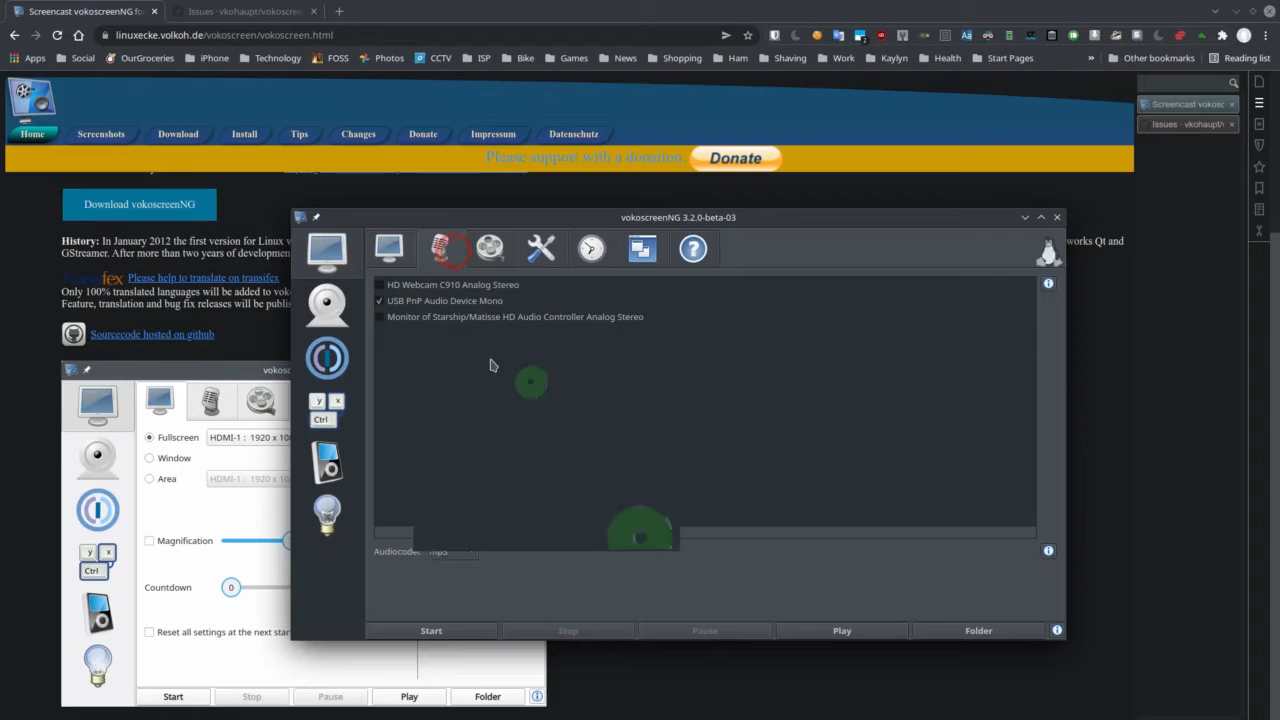 Screencast vokoscreenNG fo
Issues · vkohaupt/vokoscree
linuxecke.volkoh.de/vokoscreen/vokoscreen.html
Apps
Social
OurGroceries
Technology
FOSS
Photos
CCTV
ISP
Bike
Games
News
Shopping
Ham
Shaving
Work
Kaylyn
Health
Start Pages
»
Other bookmarks
Reading list
Home
Screenshots
Download
Install
Tips
Changes
Donate
Impressum
Datenschutz
Screencast vokosc
Issues · vkohaupt/v
Please support with a donation.
Donate
Download vokoscreenNG
History: In January 2012 the first version for Linux w
works Qt and
GStreamer. After more than two years of developmen
Please help to translate on transifex
Only 100% translated languages will be added to voko
Feature, translation and bug fix releases will be publis
Sourcecode hosted on github
vokoscreenNG 3.2.0-beta-03
HD Webcam C910 Analog Stereo
USB PnP Audio Device Mono
Monitor of Starship/Matisse HD Audio Controller Analog Stereo
y x
Ctrl
Audiocodec
mp3
Start
Stop
Pause
Play
Folder
vokos
Fullscreen
HDMI-1 : 1920 x 10
Window
Area
HDMI-1 : 1920 x 10
Magnification
y x
Ctrl
Countdown
0
Reset all settings at the next star
Start
Stop
Pause
Play
Folder